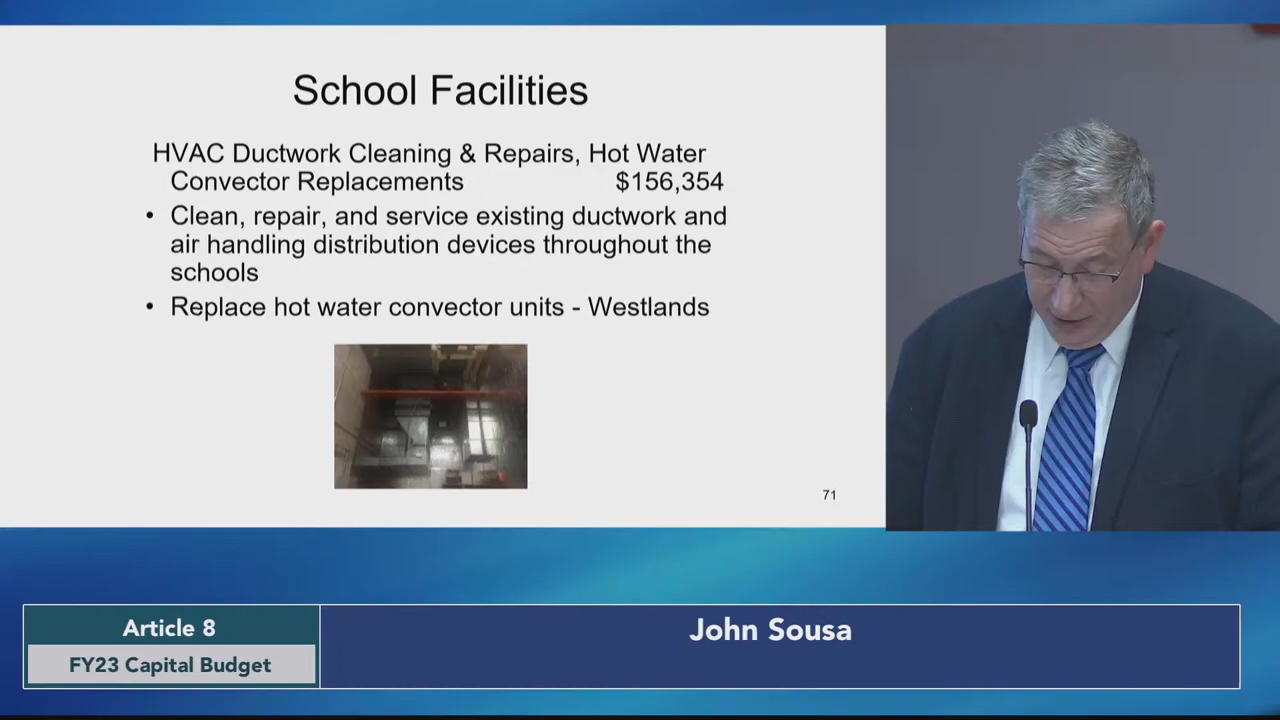 School Facilities
HVAC Ductwork Cleaning & Repairs, Hot Water
Convector Replacements $156,354
• Clean, repair, and service existing ductwork and
air handling distribution devices throughout the
schools
• Replace hot water convector units - Westlands
71
Article 8
FY23 Capital Budget
John Sousa